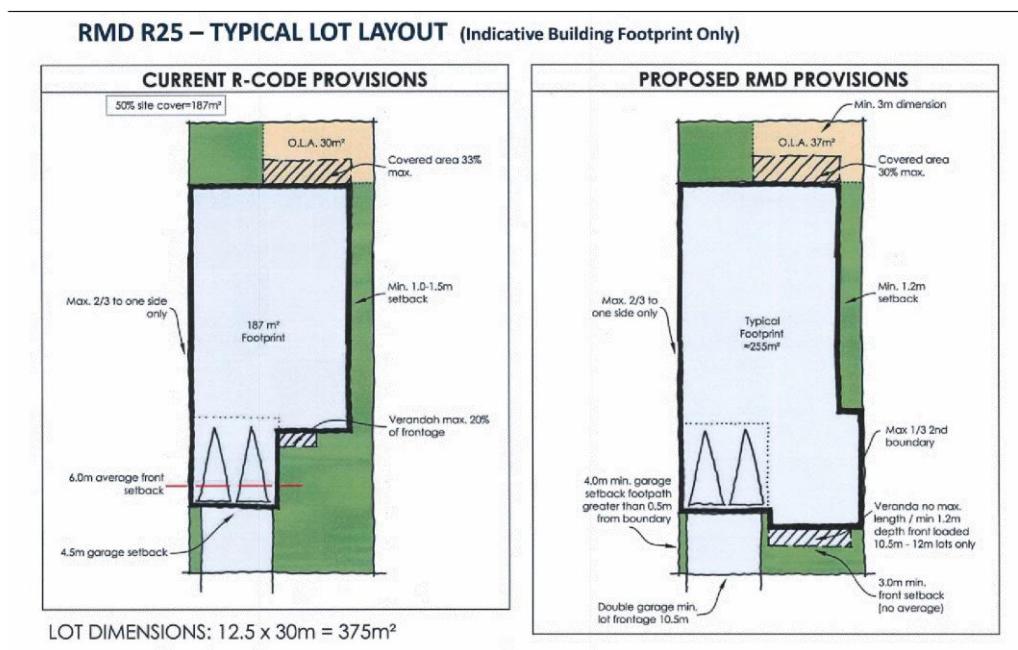 RMD R25 – TYPICAL LOT LAYOUT (Indicative Building Footprint Only)
CURRENT R-CODE PROVISIONS
50% site cover=187m²
O.L.A. 30m²
Covered area 33%
max.
Min. 1.0-1.5m
setback
Max. 2/3 to one side
only
187 m²
Footprint
Verandah max. 20%
of frontage
6.0m average front
setback
4.5m garage setback
LOT DIMENSIONS: 12.5 x 30m = 375m²
PROPOSED RMD PROVISIONS
Min. 3m dimension
O.L.A. 37m²
Covered area
30% max.
Min. 1.2m
setback
Max. 2/3 to
one side only
Typical
Footprint
=255m²
Max 1/3 2nd
boundary
4.0m min. garage
setback footpath
greater than 0.5m
from boundary
Veranda no max.
length / min 1.2m
depth front loaded
10.5m - 12m lots only
3.0m min.
front setback
(no average)
Double garage min.
lot frontage 10.5m